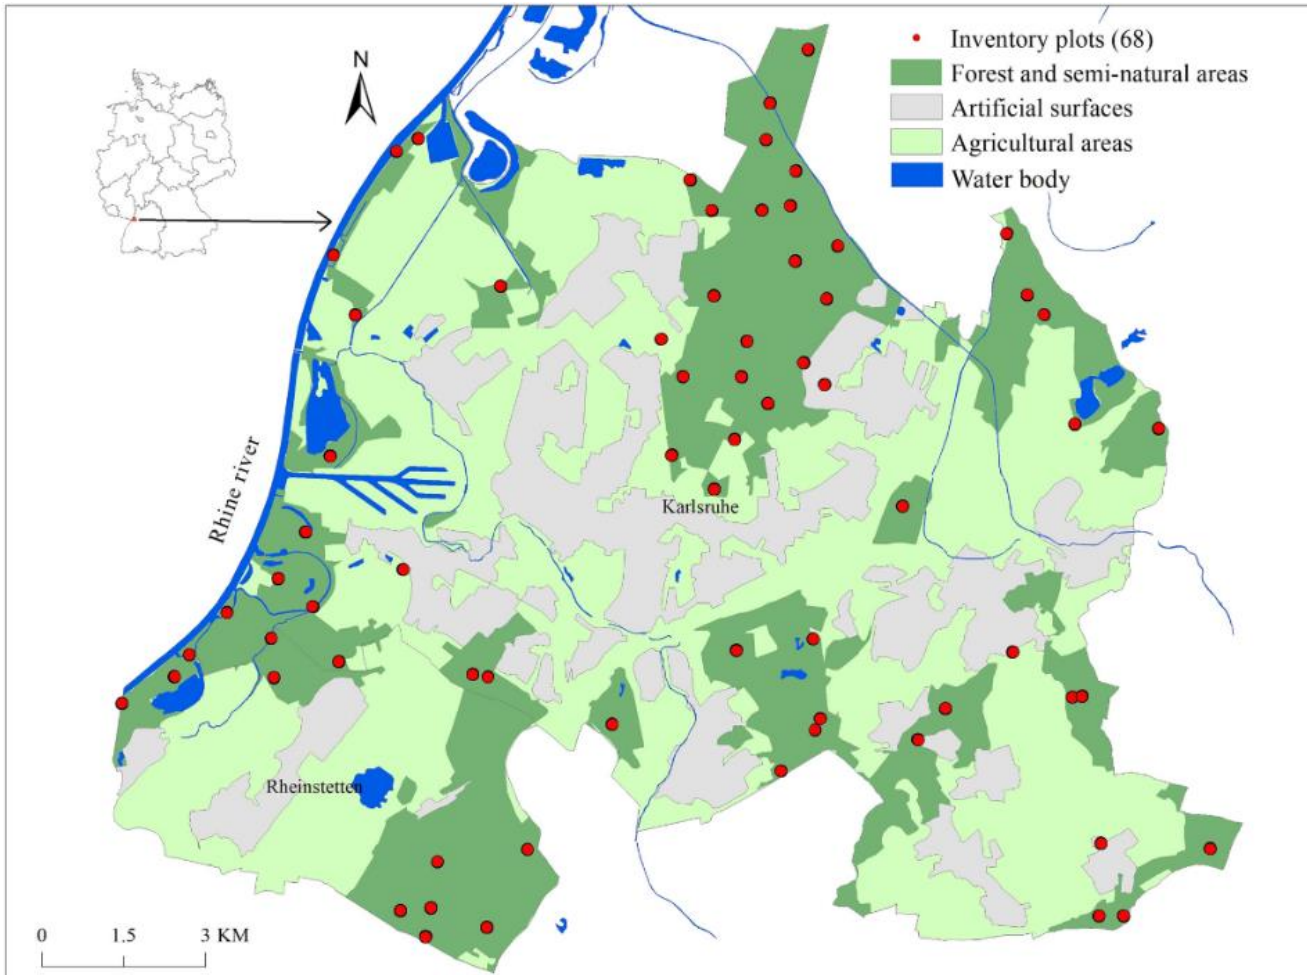 N
Inventory plots (68)
Forest and semi-natural areas
Artificial surfaces
Agricultural areas
Water body
Rhine river
Karlsruhe
Rheinstetten
0 1.5 3 KM